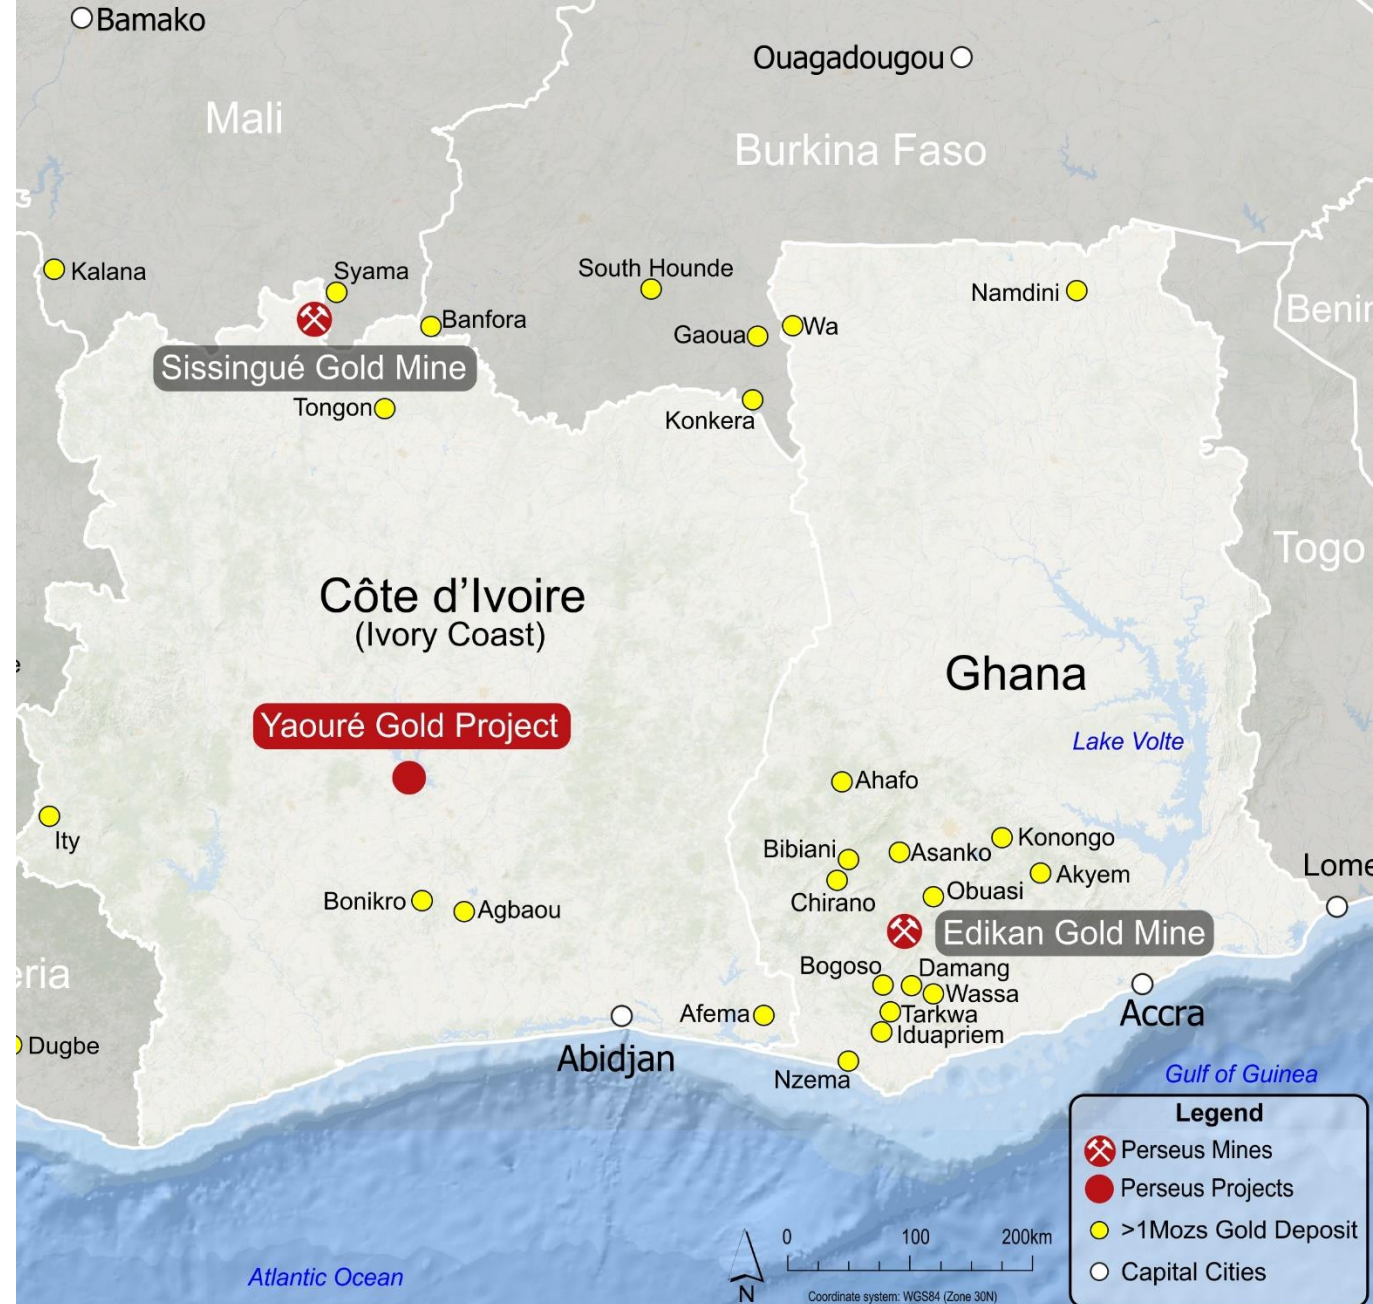 Bamako
Ouagadougou
Mali
Burkina Faso
Kalana
Syama
South Hounde
Namdini
Benin
Banfora
Gaoua
Wa
Sissingué Gold Mine
Tongon
Konkera
Togo
Côte d’Ivoire
(Ivory Coast)
Ghana
Yaouré Gold Project
Lake Volte
Ahafo
Ity
Bibiani
Asanko
Konongo
Chirano
Obuasi
Akyem
Lome
Bonikro
Agbaou
Edikan Gold Mine
eria
Bogoso
Damang
Wassa
Afema
Tarkwa
Accra
Iduapriem
Dugbe
Abidjan
Nzema
Gulf of Guinea
Legend
Perseus Mines
Perseus Projects
>1Mozs Gold Deposit
Capital Cities
0 100 200km
N
Coordinate system: WGS84 (Zone 30N)
Atlantic Ocean